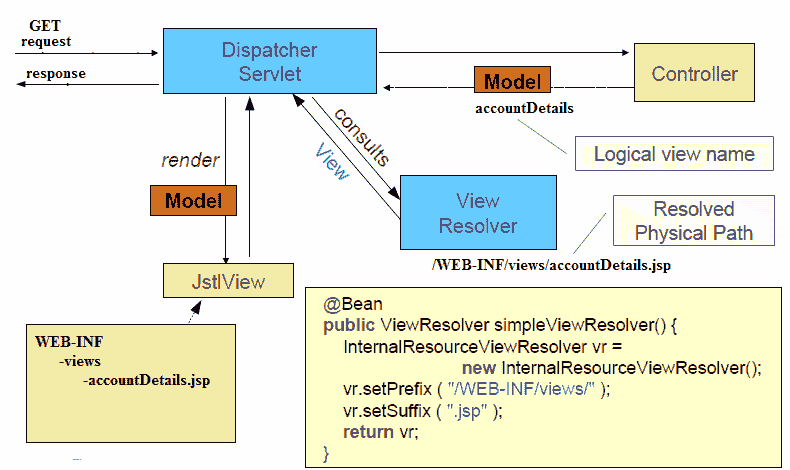 GET
request
response
Dispatcher
Servlet
Model
accountDetails
Controller
Logical view name
render
Model
consults
View
View
Resolver
Resolved
Physical Path
/WEB-INF/views/accountDetails.jsp
JstlView
WEB-INF
-views
-accountDetails.jsp
@Bean
public ViewResolver simpleViewResolver() {
InternalResourceViewResolver vr =
new InternalResourceViewResolver();
vr.setPrefix ( "/WEB-INF/views/" );
vr.setSuffix ( ".jsp" );
return vr;
}